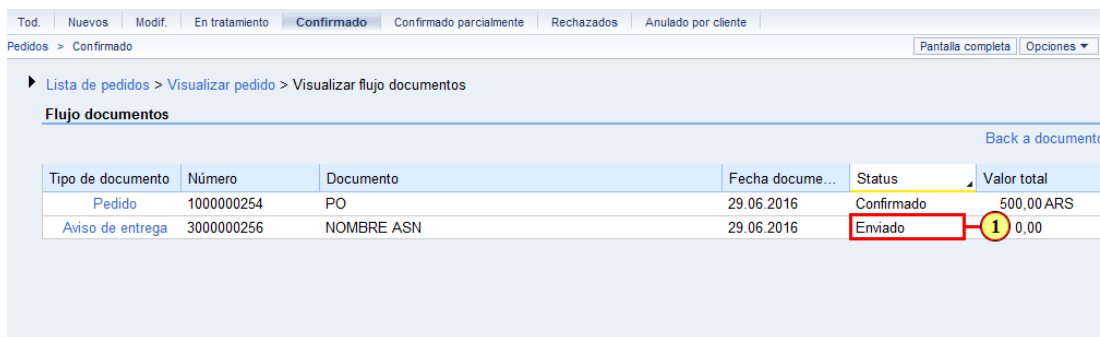 Tod. Nuevos Modif. En tratamiento Confirmado Confirmado parcialmente Rechazados Anulado por cliente
Pedidos > Confirmado Pantalla completa Opciones
Lista de pedidos > Visualizar pedido > Visualizar flujo documentos
Flujo documentos
Back a documento
Tipo de documento Número Documento Fecha docume... Status Valor total
Pedido 1000000254 PO 29.06.2016 Confirmado 500,00 ARS
Aviso de entrega 3000000256 NOMBRE ASN 29.06.2016 Enviado 1 0,00